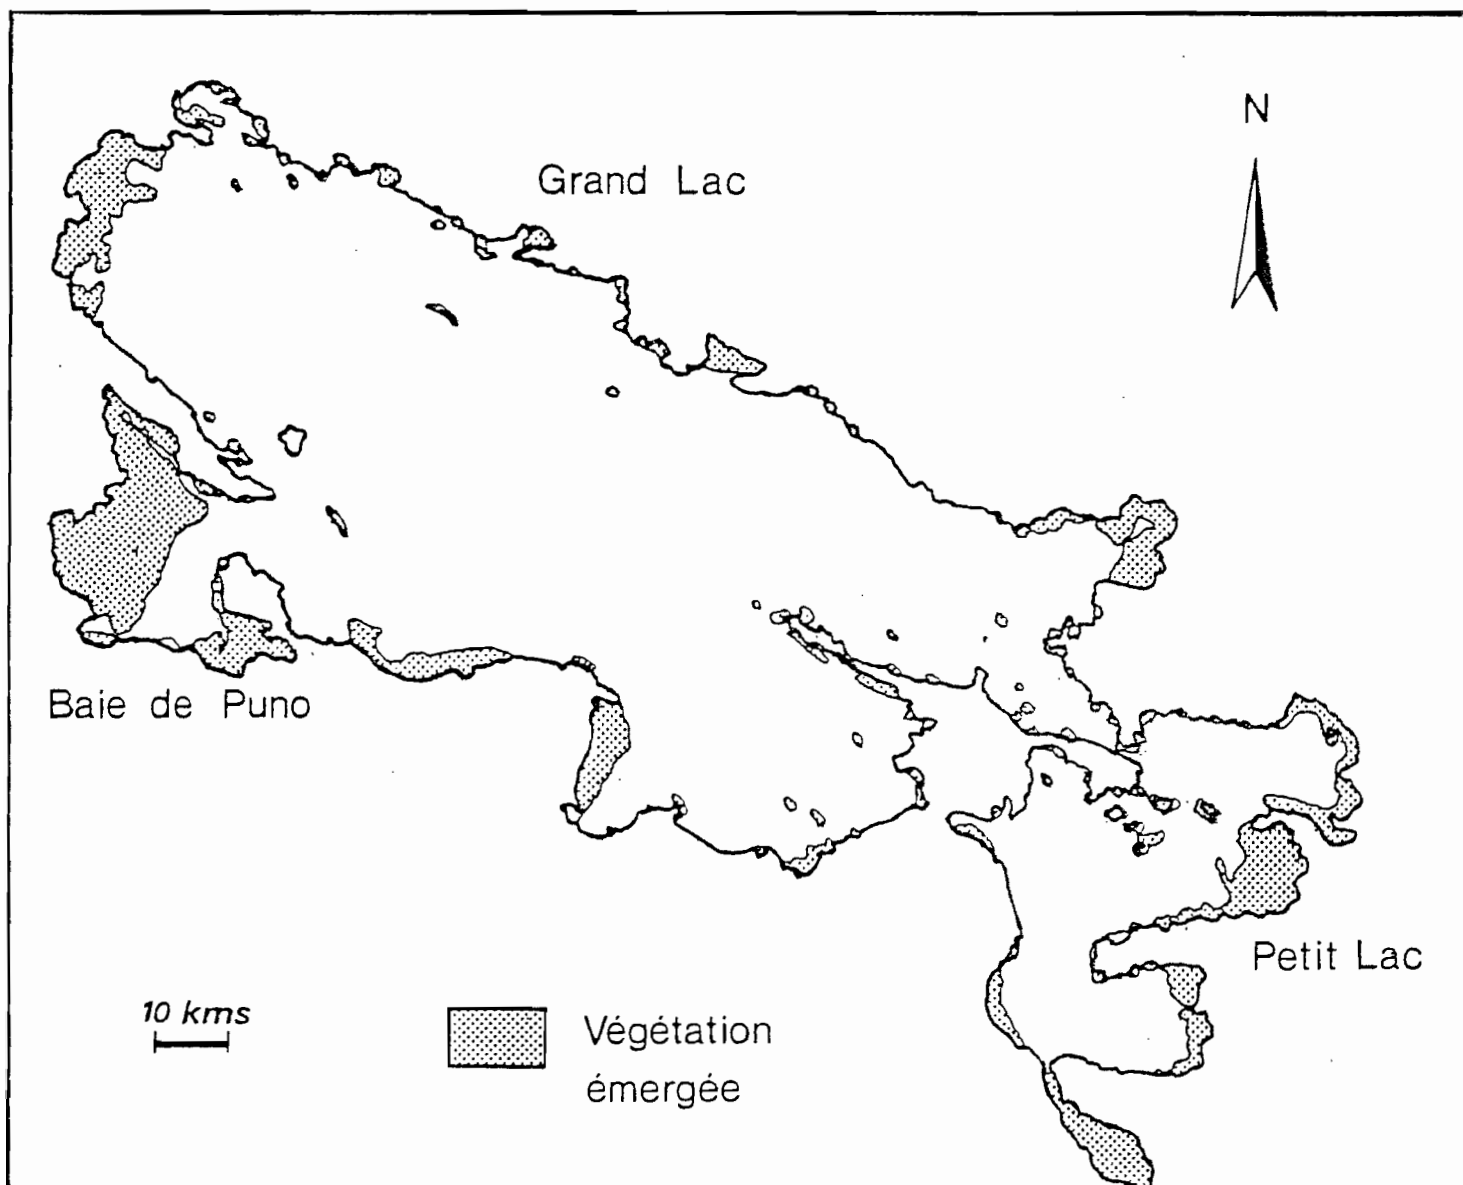 N
Grand Lac
Baie de Puno
Petit Lac
10 kms
Végétation
émergée